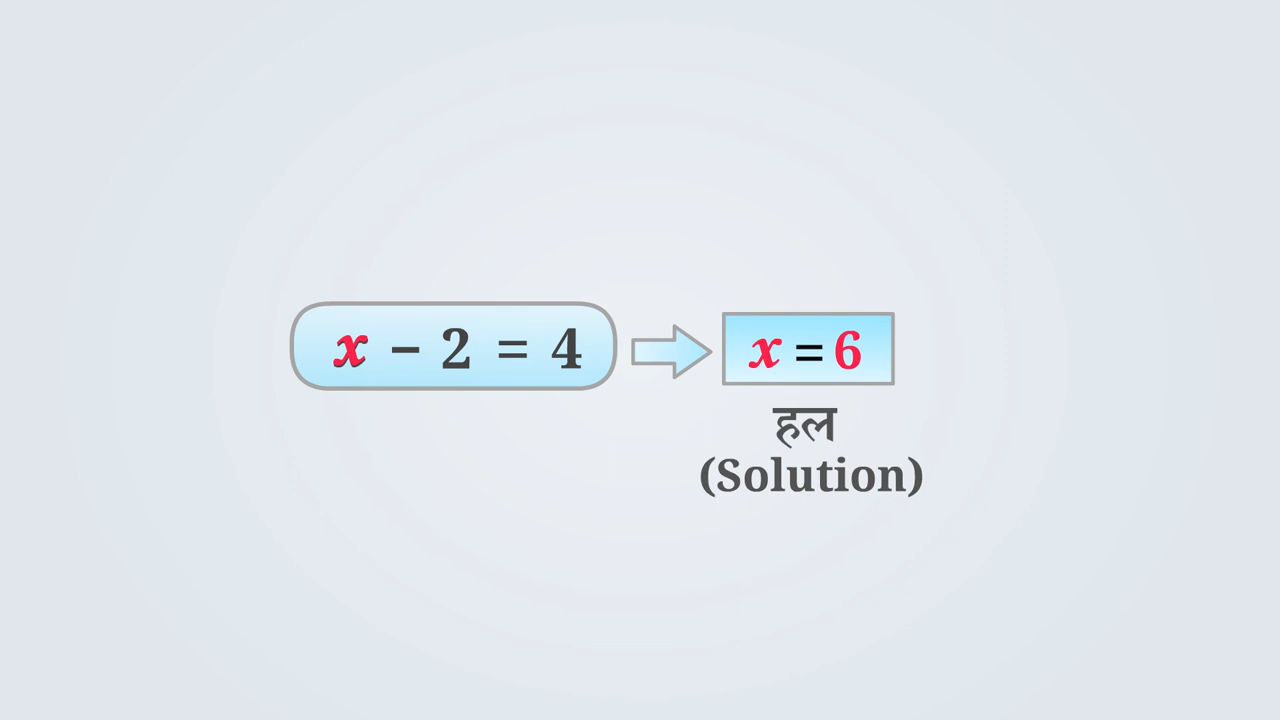 x − 2 = 4
x = 6
हल
(Solution)